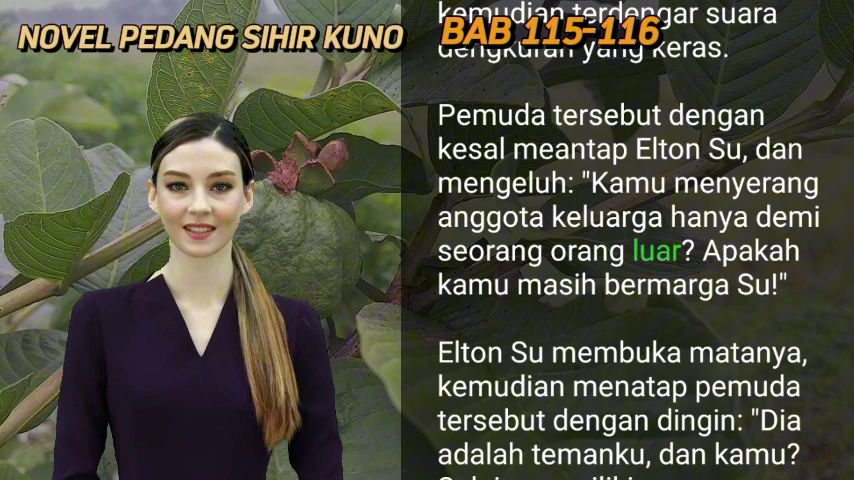 NOVEL PEDANG SIHIR KUNO
BAB 115-116
kemudian terdengar suara
dengkuran yang keras.
Pemuda tersebut dengan
kesal meantap Elton Su, dan
mengeluh: "Kamu menyerang
anggota keluarga hanya demi
seorang orang luar? Apakah
kamu masih bermarga Su!"
Elton Su membuka matanya,
kemudian menatap pemuda
tersebut dengan dingin: "Dia
adalah temanku, dan kamu?